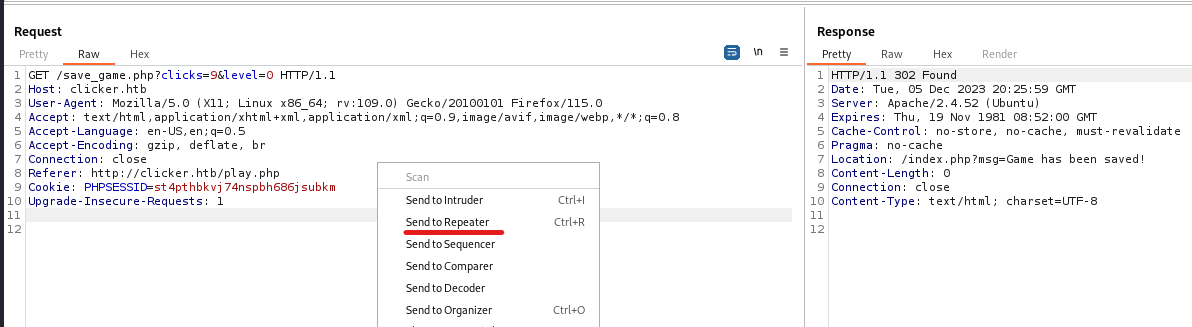 Request
Pretty Raw Hex
\n
1 GET /save_game.php?clicks=9&level=0 HTTP/1.1
2 Host: clicker.htb
3 User-Agent: Mozilla/5.0 (X11; Linux x86_64; rv:109.0) Gecko/20100101 Firefox/115.0
4 Accept: text/html,application/xhtml+xml,application/xml;q=0.9,image/avif,image/webp,*/*;q=0.8
5 Accept-Language: en-US,en;q=0.5
6 Accept-Encoding: gzip, deflate, br
7 Connection: close
8 Referer: http://clicker.htb/play.php
9 Cookie: PHPSESSID=st4pthbkvj74nspbh686jsubkm
10 Upgrade-Insecure-Requests: 1
11
12
Scan
Send to Intruder Ctrl+I
Send to Repeater Ctrl+R
Send to Sequencer
Send to Comparer
Send to Decoder
Send to Organizer Ctrl+O
Response
Pretty Raw Hex Render
1 HTTP/1.1 302 Found
2 Date: Tue, 05 Dec 2023 20:25:59 GMT
3 Server: Apache/2.4.52 (Ubuntu)
4 Expires: Thu, 19 Nov 1981 08:52:00 GMT
5 Cache-Control: no-store, no-cache, must-revalidate
6 Pragma: no-cache
7 Location: /index.php?msg=Game has been saved!
8 Content-Length: 0
9 Connection: close
10 Content-Type: text/html; charset=UTF-8
11
12